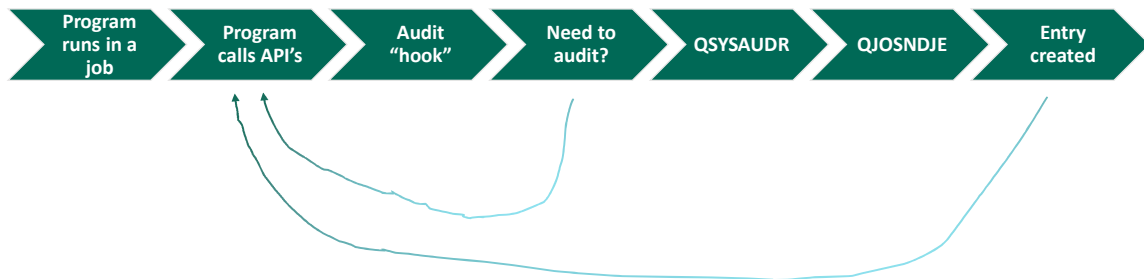 Program
runs in a
job
Program
calls API's
Audit
“hook”
Need to
audit?
QSYSAUDR
QJOSNDJE
Entry
created